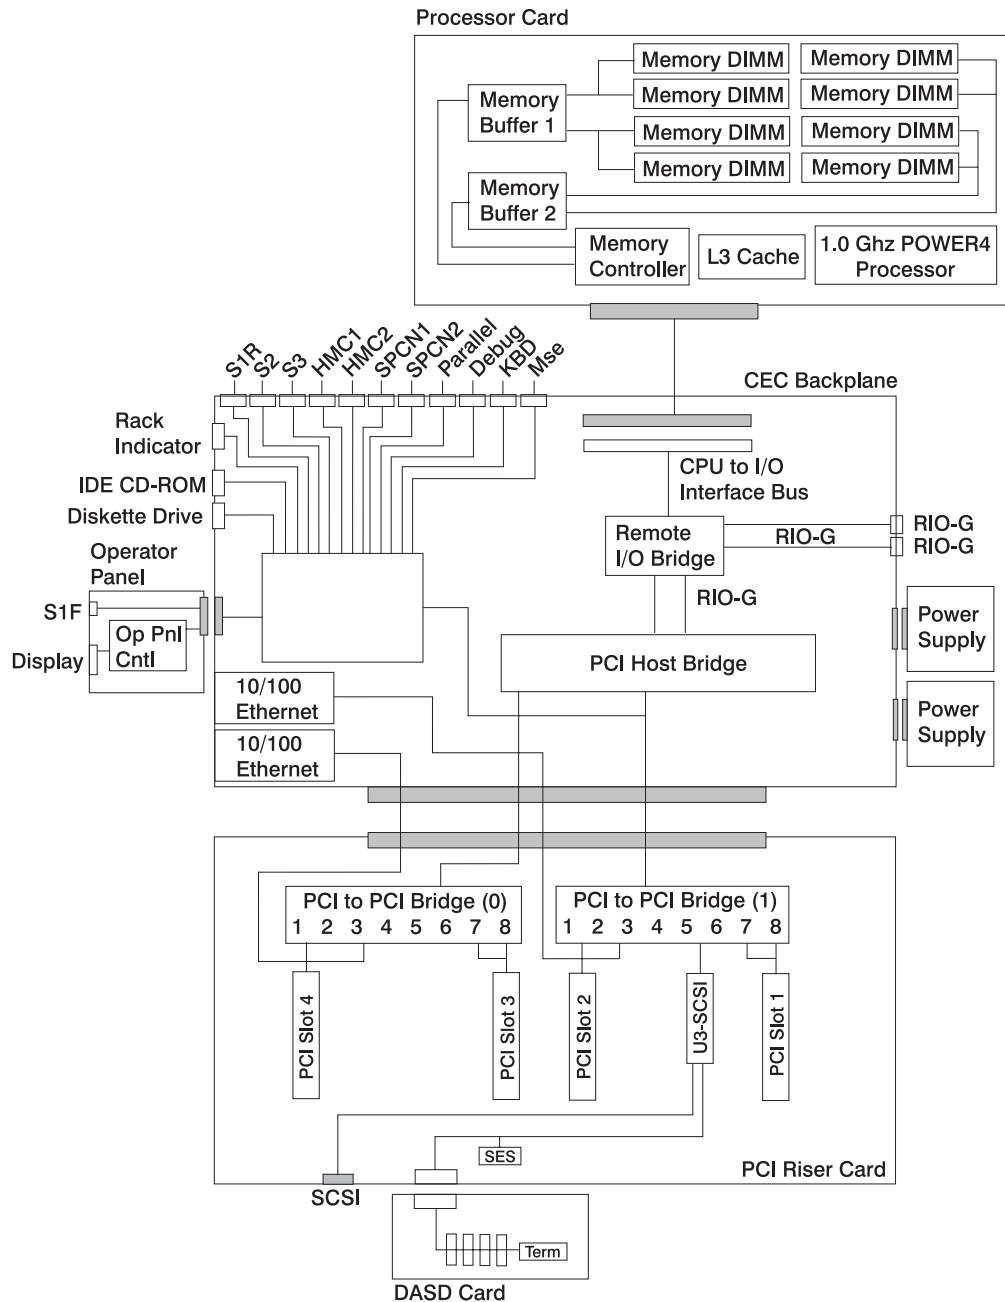 Processor Card
Memory DIMM
Memory DIMM
Memory DIMM
Memory DIMM
Memory DIMM
Memory DIMM
Memory DIMM
Memory DIMM
Memory
Buffer 1
Memory
Buffer 2
Memory
Controller
L3 Cache
1.0 Ghz POWER4
Processor
S1R
S2
S3
HMC1
HMC2
SPCN1
SPCN2
Parallel
Debug
KBD
Mse
CEC Backplane
Rack
Indicator
IDE CD-ROM
Diskette Drive
Operator
Panel
S1F
Op Pnl
Cntl
Display
CPU to I/O
Interface Bus
Remote
I/O Bridge
RIO-G
RIO-G
RIO-G
RIO-G
PCI Host Bridge
Power
Supply
Power
Supply
10/100
Ethernet
10/100
Ethernet
PCI to PCI Bridge (0)
1 2 3 4 5 6 7 8
PCI to PCI Bridge (1)
1 2 3 4 5 6 7 8
PCI Slot 4
PCI Slot 3
PCI Slot 2
U3-SCSI
PCI Slot 1
SES
PCI Riser Card
SCSI
Term
DASD Card